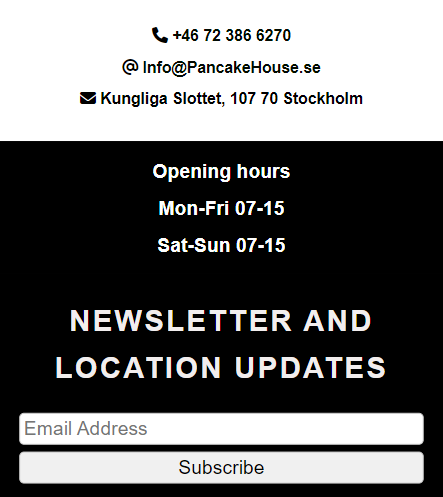 +46 72 386 6270
@ Info@PancakeHouse.se
Kungliga Slottet, 107 70 Stockholm
Opening hours
Mon-Fri 07-15
Sat-Sun 07-15
NEWSLETTER AND
LOCATION UPDATES
Email Address
Subscribe